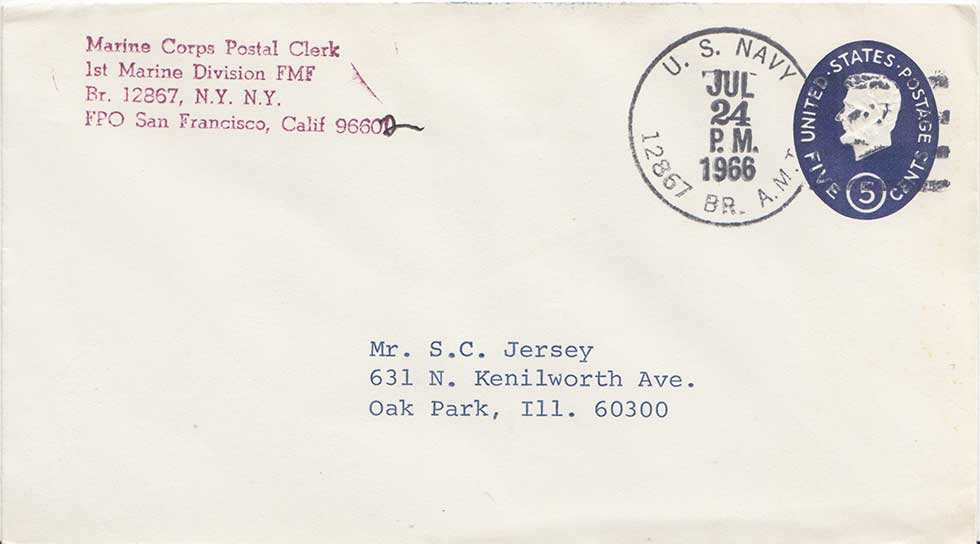 Marine Corps Postal Clerk
1st Marine Division FMF
Br. 12867, N.Y. N.Y.
FPO San Francisco, Calif 96602
U. S. NAVY
JUL
24
P. M.
1966
12867 BR. A.M.T
UNITED·STATES·POSTAGE
FIVE 5 CENTS
Mr. S.C. Jersey
631 N. Kenilworth Ave.
Oak Park, Ill. 60300